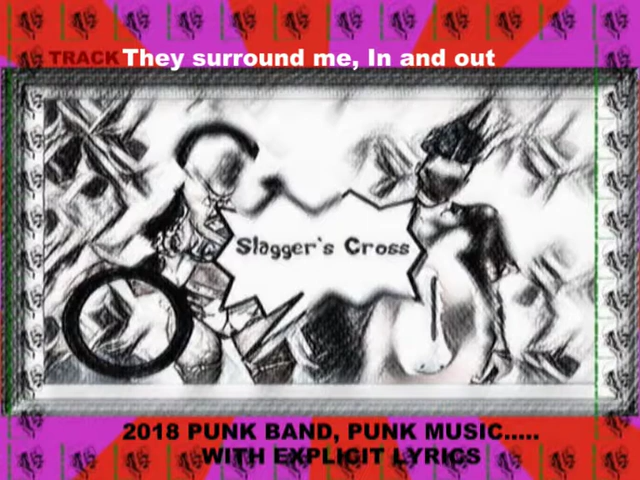 TRACK They surround me, In and out
Slagger's Cross
2018 PUNK BAND, PUNK MUSIC.....
WITH EXPLICIT LYRICS